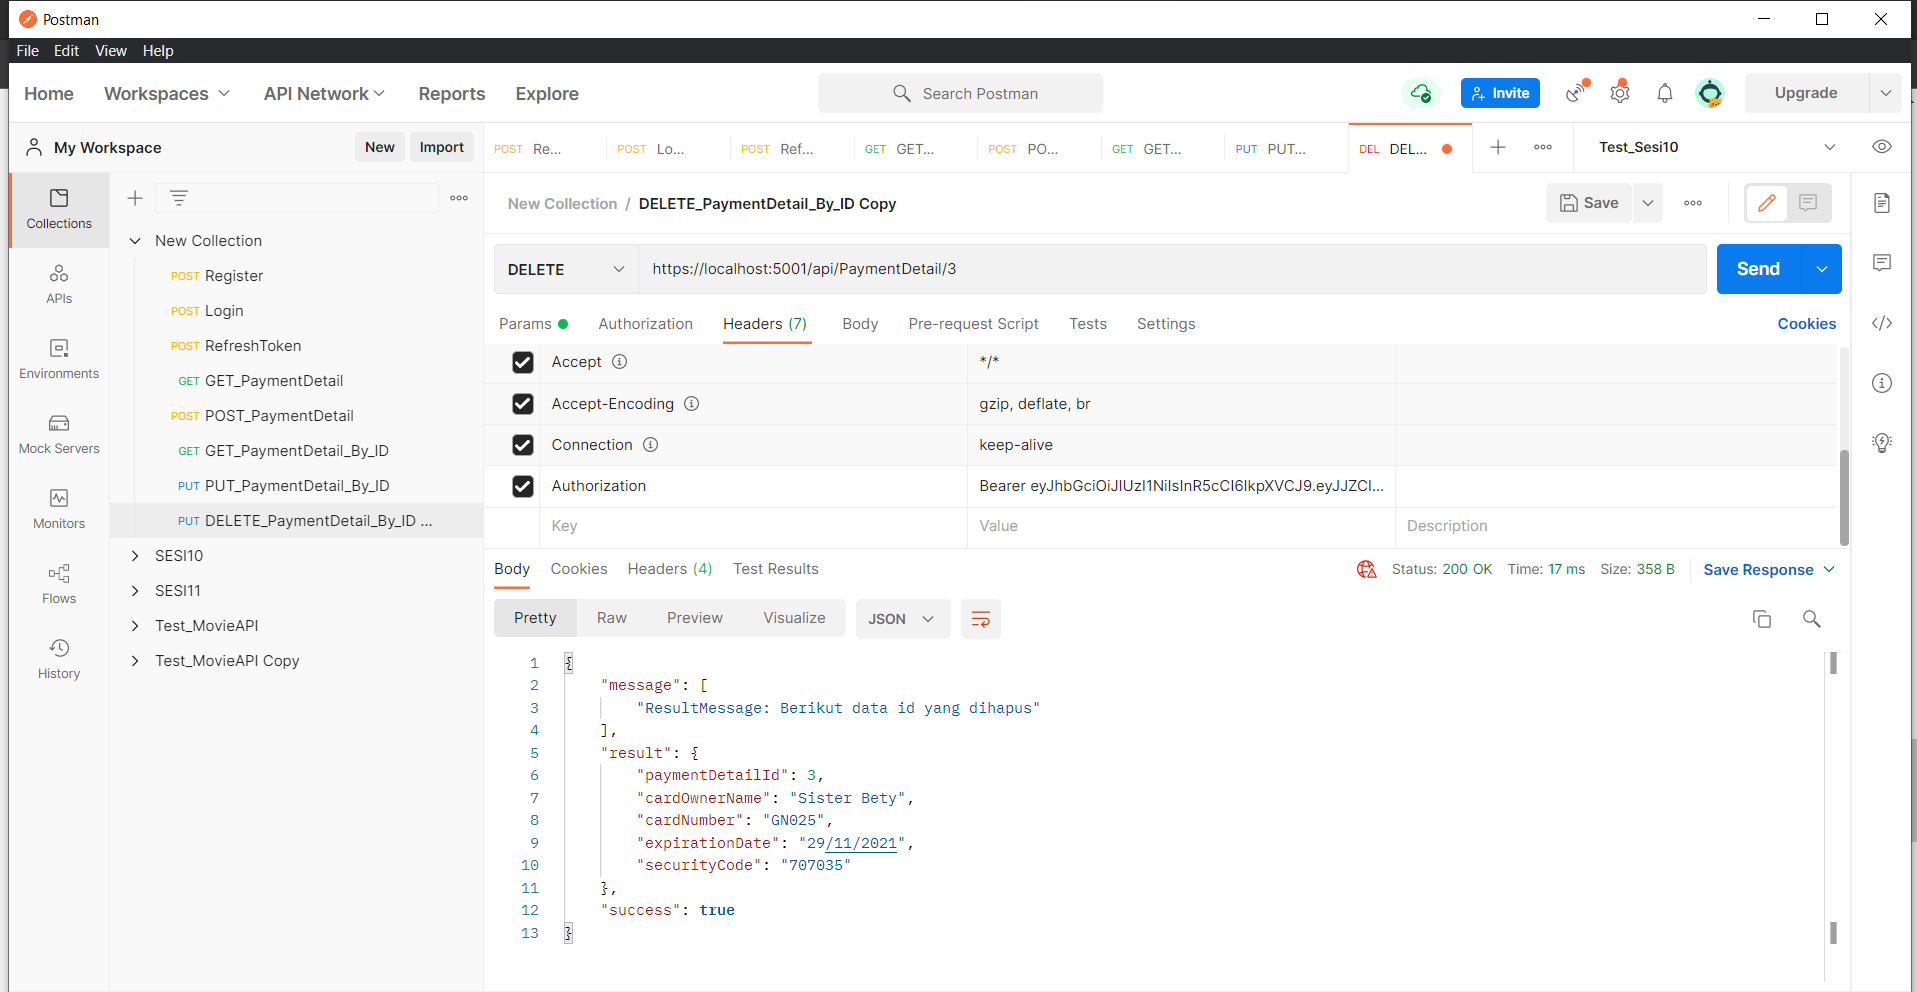 Postman
File Edit View Help
Home Workspaces API Network Reports Explore Search Postman Invite Upgrade
My Workspace New Import
POST Re... POST Lo... POST Ref... GET GET... POST PO... GET GET... PUT PUT... DEL DEL... Test_Sesi10
Collections
APIs
Environments
Mock Servers
Monitors
Flows
History
New Collection
POST Register
POST Login
POST RefreshToken
GET GET_PaymentDetail
POST POST_PaymentDetail
GET GET_PaymentDetail_By_ID
PUT PUT_PaymentDetail_By_ID
PUT DELETE_PaymentDetail_By_ID ...
SESI10
SESI11
Test_MovieAPI
Test_MovieAPI Copy
New Collection / DELETE_PaymentDetail_By_ID Copy Save
DELETE https://localhost:5001/api/PaymentDetail/3 Send
Params Authorization Headers (7) Body Pre-request Script Tests Settings Cookies
Accept */*
Accept-Encoding gzip, deflate, br
Connection keep-alive
Authorization Bearer eyJhbGciOiJIUzI1NiIsInR5cCI6IkpXVCJ9.eyJJZCI...
Key Value Description
Body Cookies Headers (4) Test Results Status: 200 OK Time: 17 ms Size: 358 B Save Response
Pretty Raw Preview Visualize JSON
1 {
2 "message": [
3 "ResultMessage: Berikut data id yang dihapus"
4 ],
5 "result": {
6 "paymentDetailId": 3,
7 "cardOwnerName": "Sister Bety",
8 "cardNumber": "GN025",
9 "expirationDate": "29/11/2021",
10 "securityCode": "707035"
11 },
12 "success": true
13 }